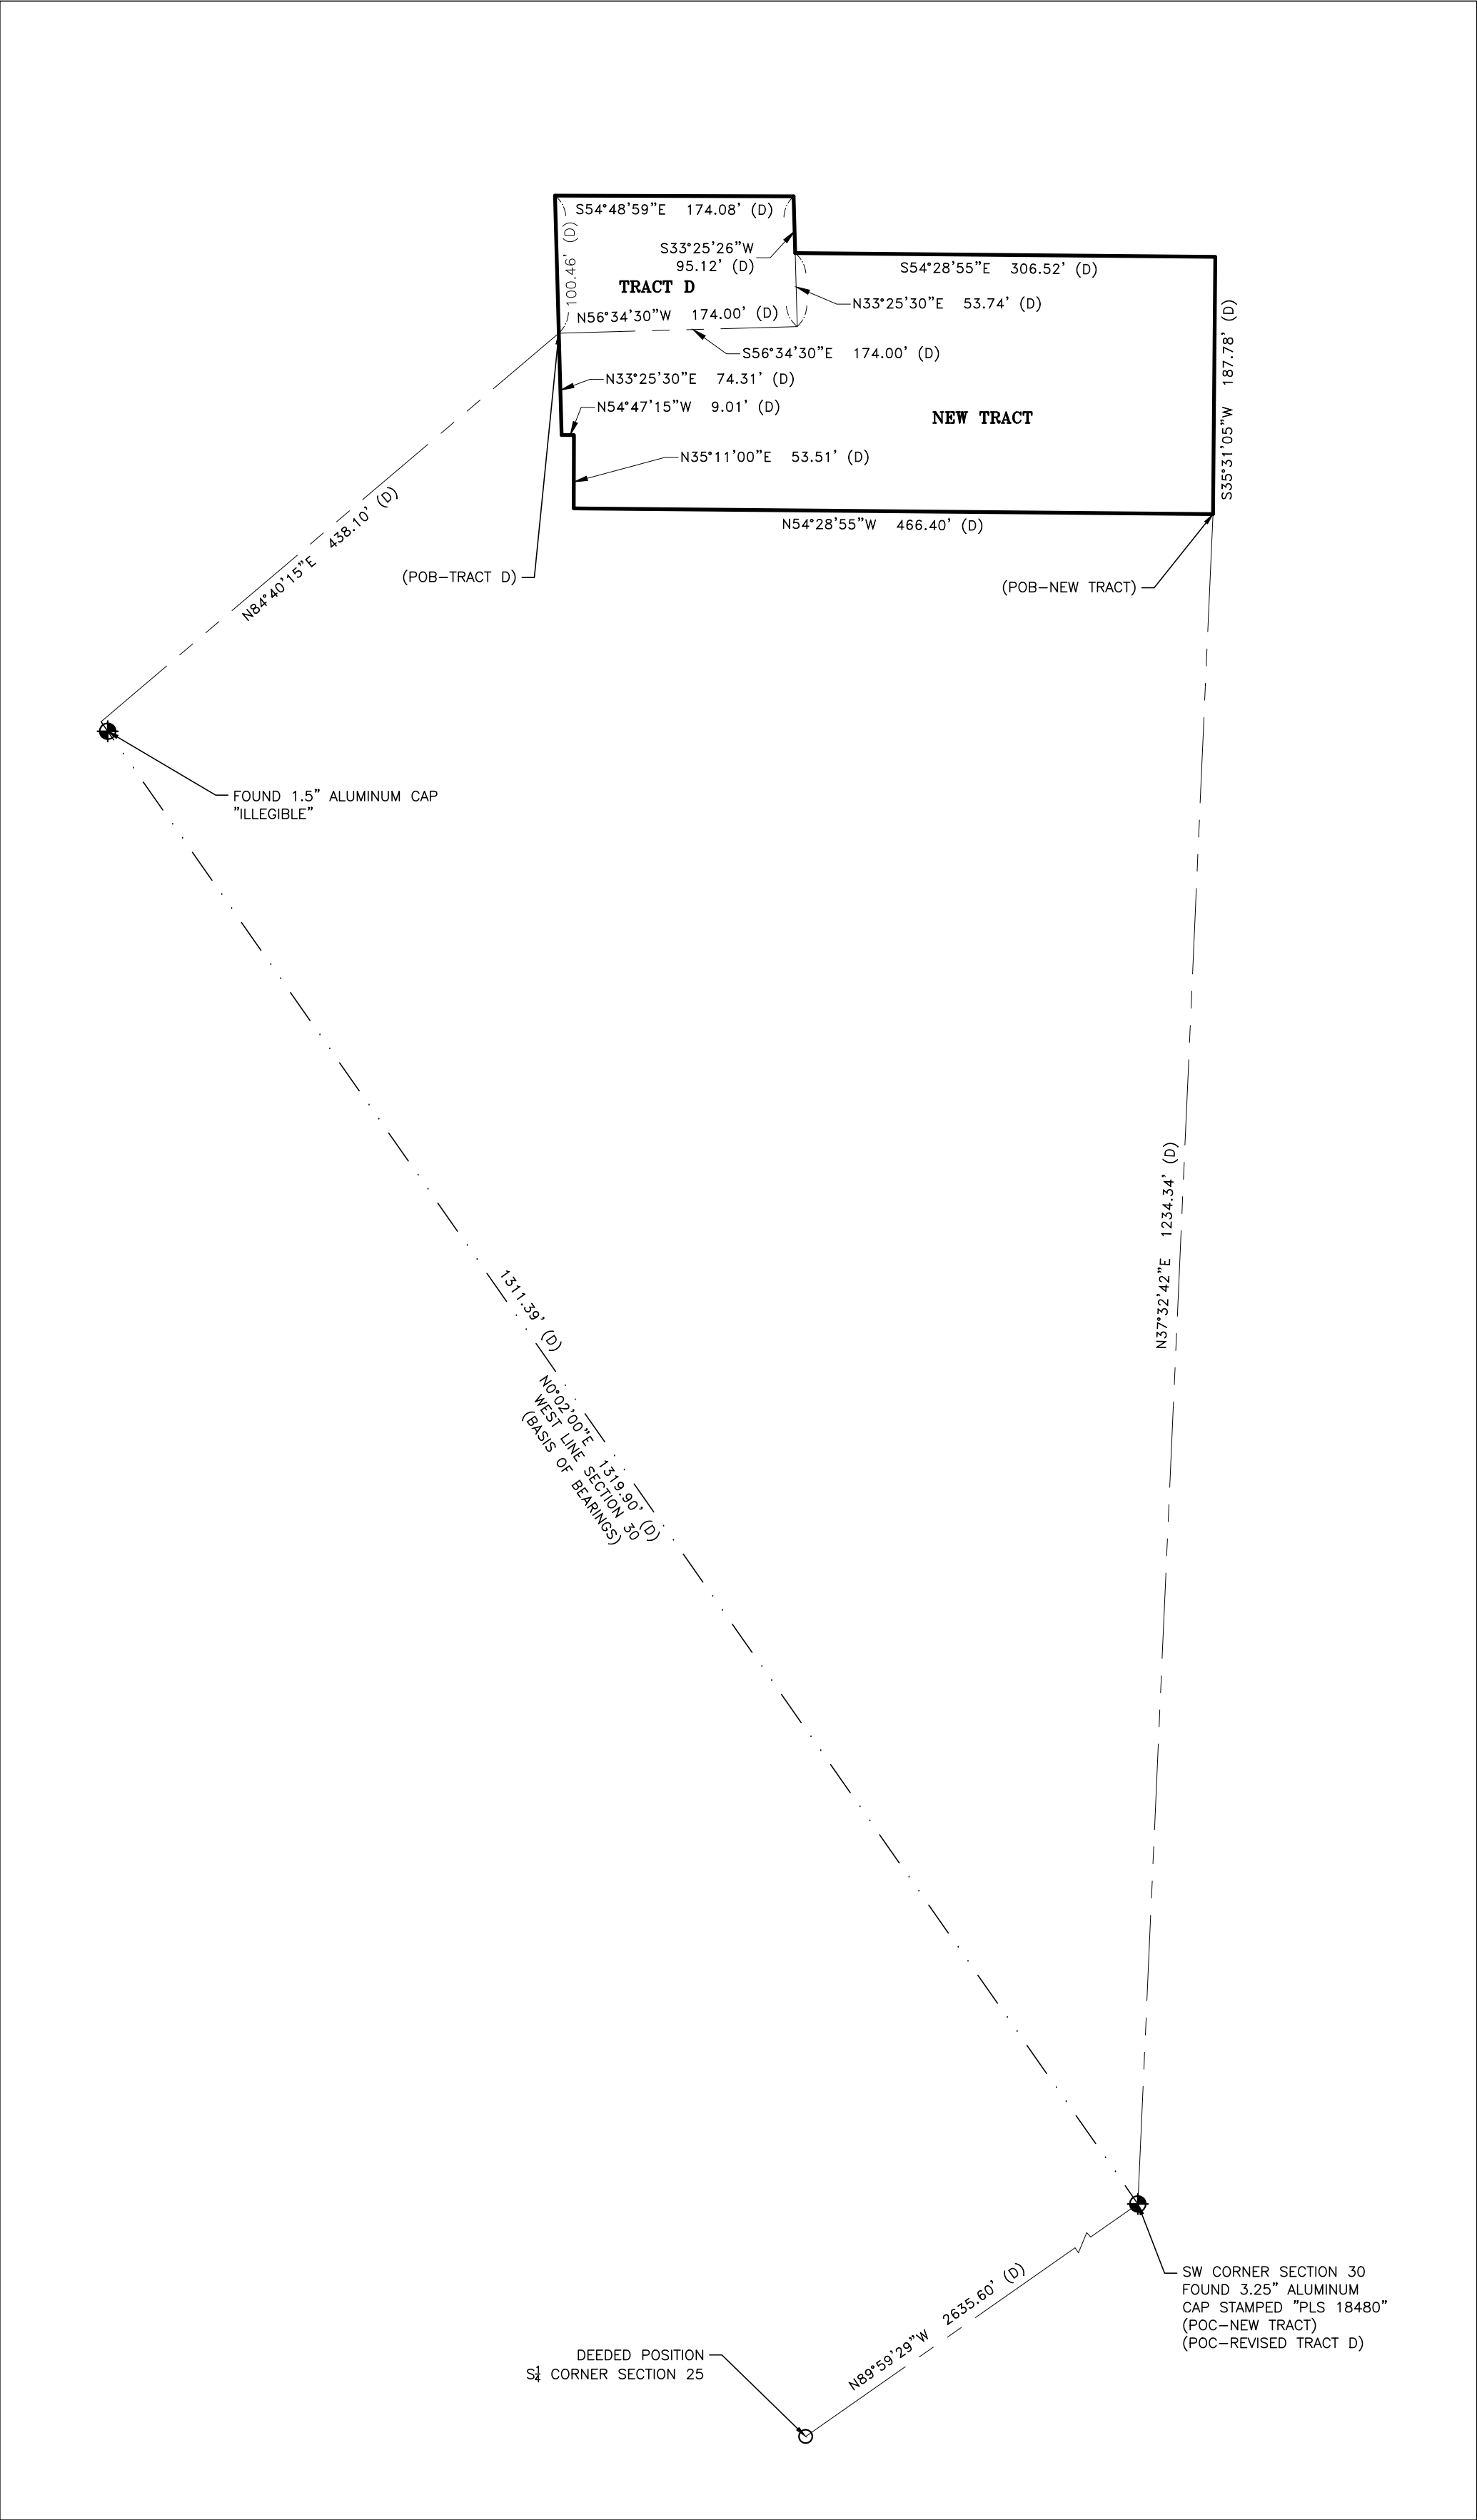 S54°48'59"E 174.08' (D)
100.46' (D)
S33°25'26"W
95.12' (D)
TRACT D
S54°28'55"E 306.52' (D)
N33°25'30"E 53.74' (D)
N56°34'30"W 174.00' (D)
S56°34'30"E 174.00' (D)
N33°25'30"E 74.31' (D)
N54°47'15"W 9.01' (D)
NEW TRACT
S35°31'05"W 187.78' (D)
N35°11'00"E 53.51' (D)
N54°28'55"W 466.40' (D)
N84°40'15"E 438.10' (D)
(POB-TRACT D)
(POB-NEW TRACT)
FOUND 1.5" ALUMINUM CAP
"ILLEGIBLE"
N37°32'42"E 1234.34' (D)
1311.39' (D)
N0°02'00"E 1319.90' (D)
WEST LINE SECTION 30
(BASIS OF BEARINGS)
SW CORNER SECTION 30
FOUND 3.25" ALUMINUM
CAP STAMPED "PLS 18480"
(POC-NEW TRACT)
(POC-REVISED TRACT D)
N89°59'29"W 2635.60' (D)
DEEDED POSITION
S1/4 CORNER SECTION 25